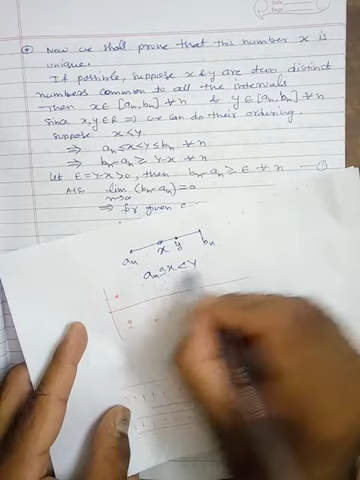 Date
Page
* Now we shall prove that this number x is
unique.
If possible, suppose x & y are two distinct
numbers common to all the intervals
Then x ∈ [an, bn] ∀ n & y ∈ [an, bn] ∀ n
Since x, y ∈ R ⇒ we can do their ordering.
Suppose x < y
⇒ an ≤ x < y ≤ bn ∀ n
⇒ bn - an ≥ y - x ∀ n
Let ε = y - x > 0, then bn - an ≥ ε ∀ n — ①
Also lim n→∞ (bn - an) = 0
⇒ for given ε
an x y bn
an ≤ x < y